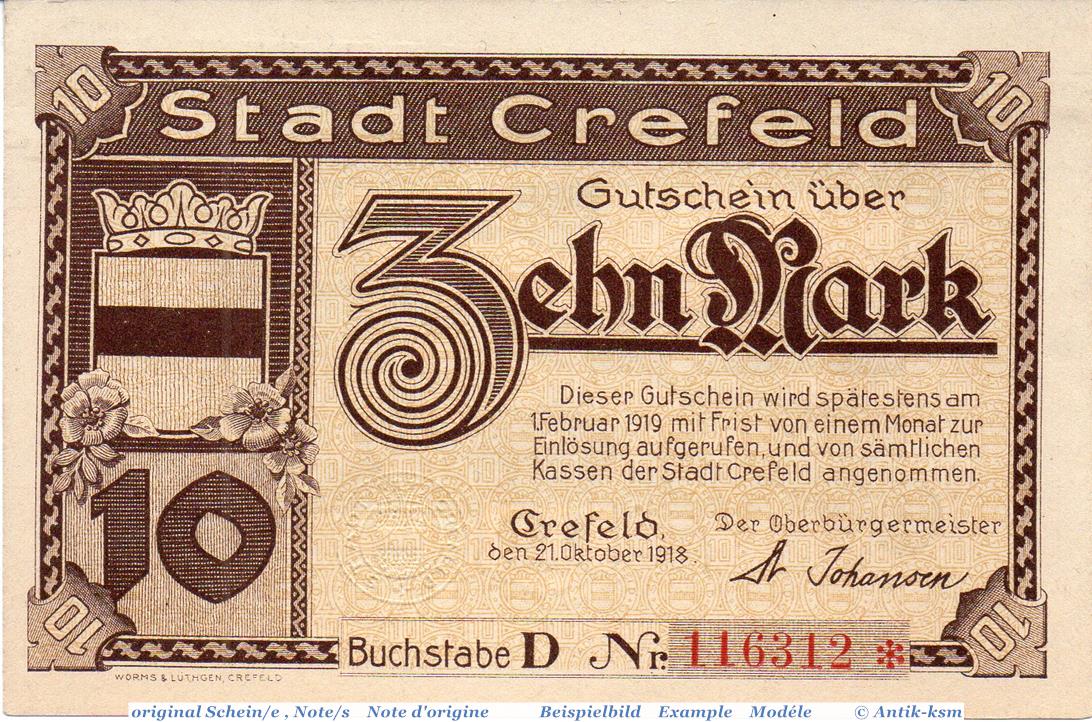 10 Stadt Crefeld 10
Gutschein über
Zehn Mark
Dieser Gutschein wird spätestens am
1.Februar 1919 mit Frist von einem Monat zur
Einlösung aufgerufen, und von sämtlichen
Kassen der Stadt Crefeld angenommen.
10
Crefeld, Der Oberbürgermeister
den 21.Oktober 1918. Johansen
10 Buchstabe D Nr. 116312 * 10
WORMS & LÜTHGEN, CREFELD
original Schein/e , Note/s Note d'origine Beispielbild Example Modéle © Antik-ksm